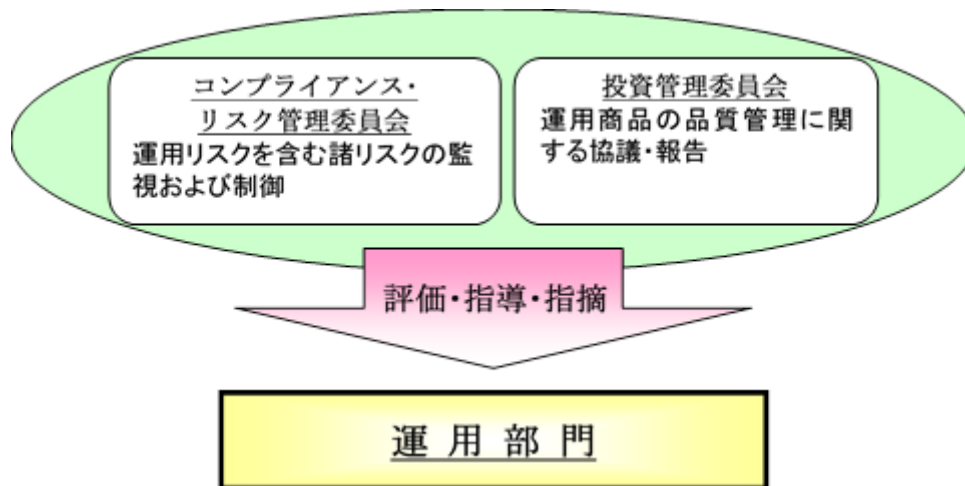 コンプライアンス・
リスク管理委員会
運用リスクを含む諸リスクの監
視および制御
投資管理委員会
運用商品の品質管理に関
する協議・報告
評価・指導・指摘
運用部門